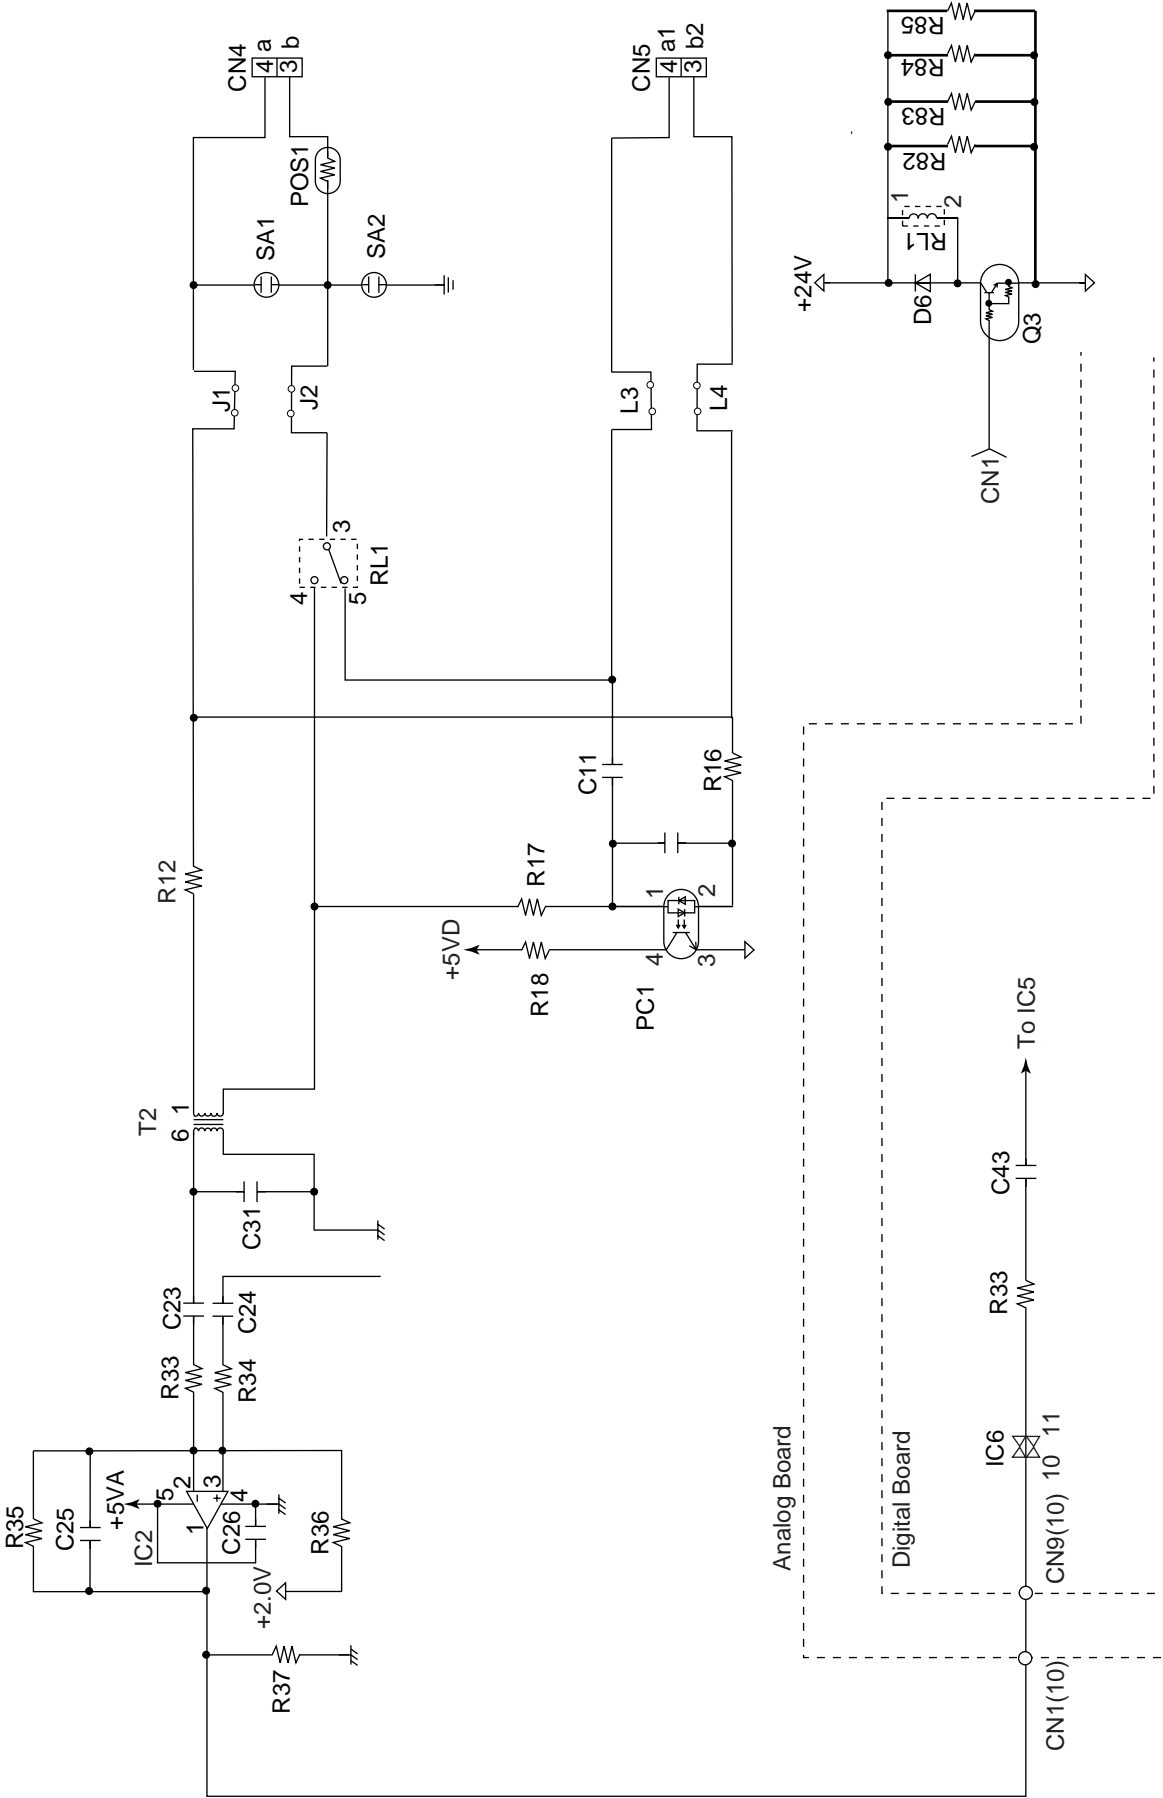 R35
C25
+5VA
IC2
5
2
1
3
4
C26
R36
+2.0V
R37
R33
R34
C23
C24
C31
T2
6
1
R12
+5VD
R18
R17
PC1
4
1
3
2
C11
R16
4
5
3
RL1
J1
J2
L3
L4
SA1
SA2
POS1
CN4
4 a
3 b
CN5
4 a1
3 b2
+24V
D6
RL1
1
2
Q3
CN1
R82
R83
R84
R85
Analog Board
Digital Board
CN1(10)
CN9(10)
IC6
10 11
R33
C43
To IC5